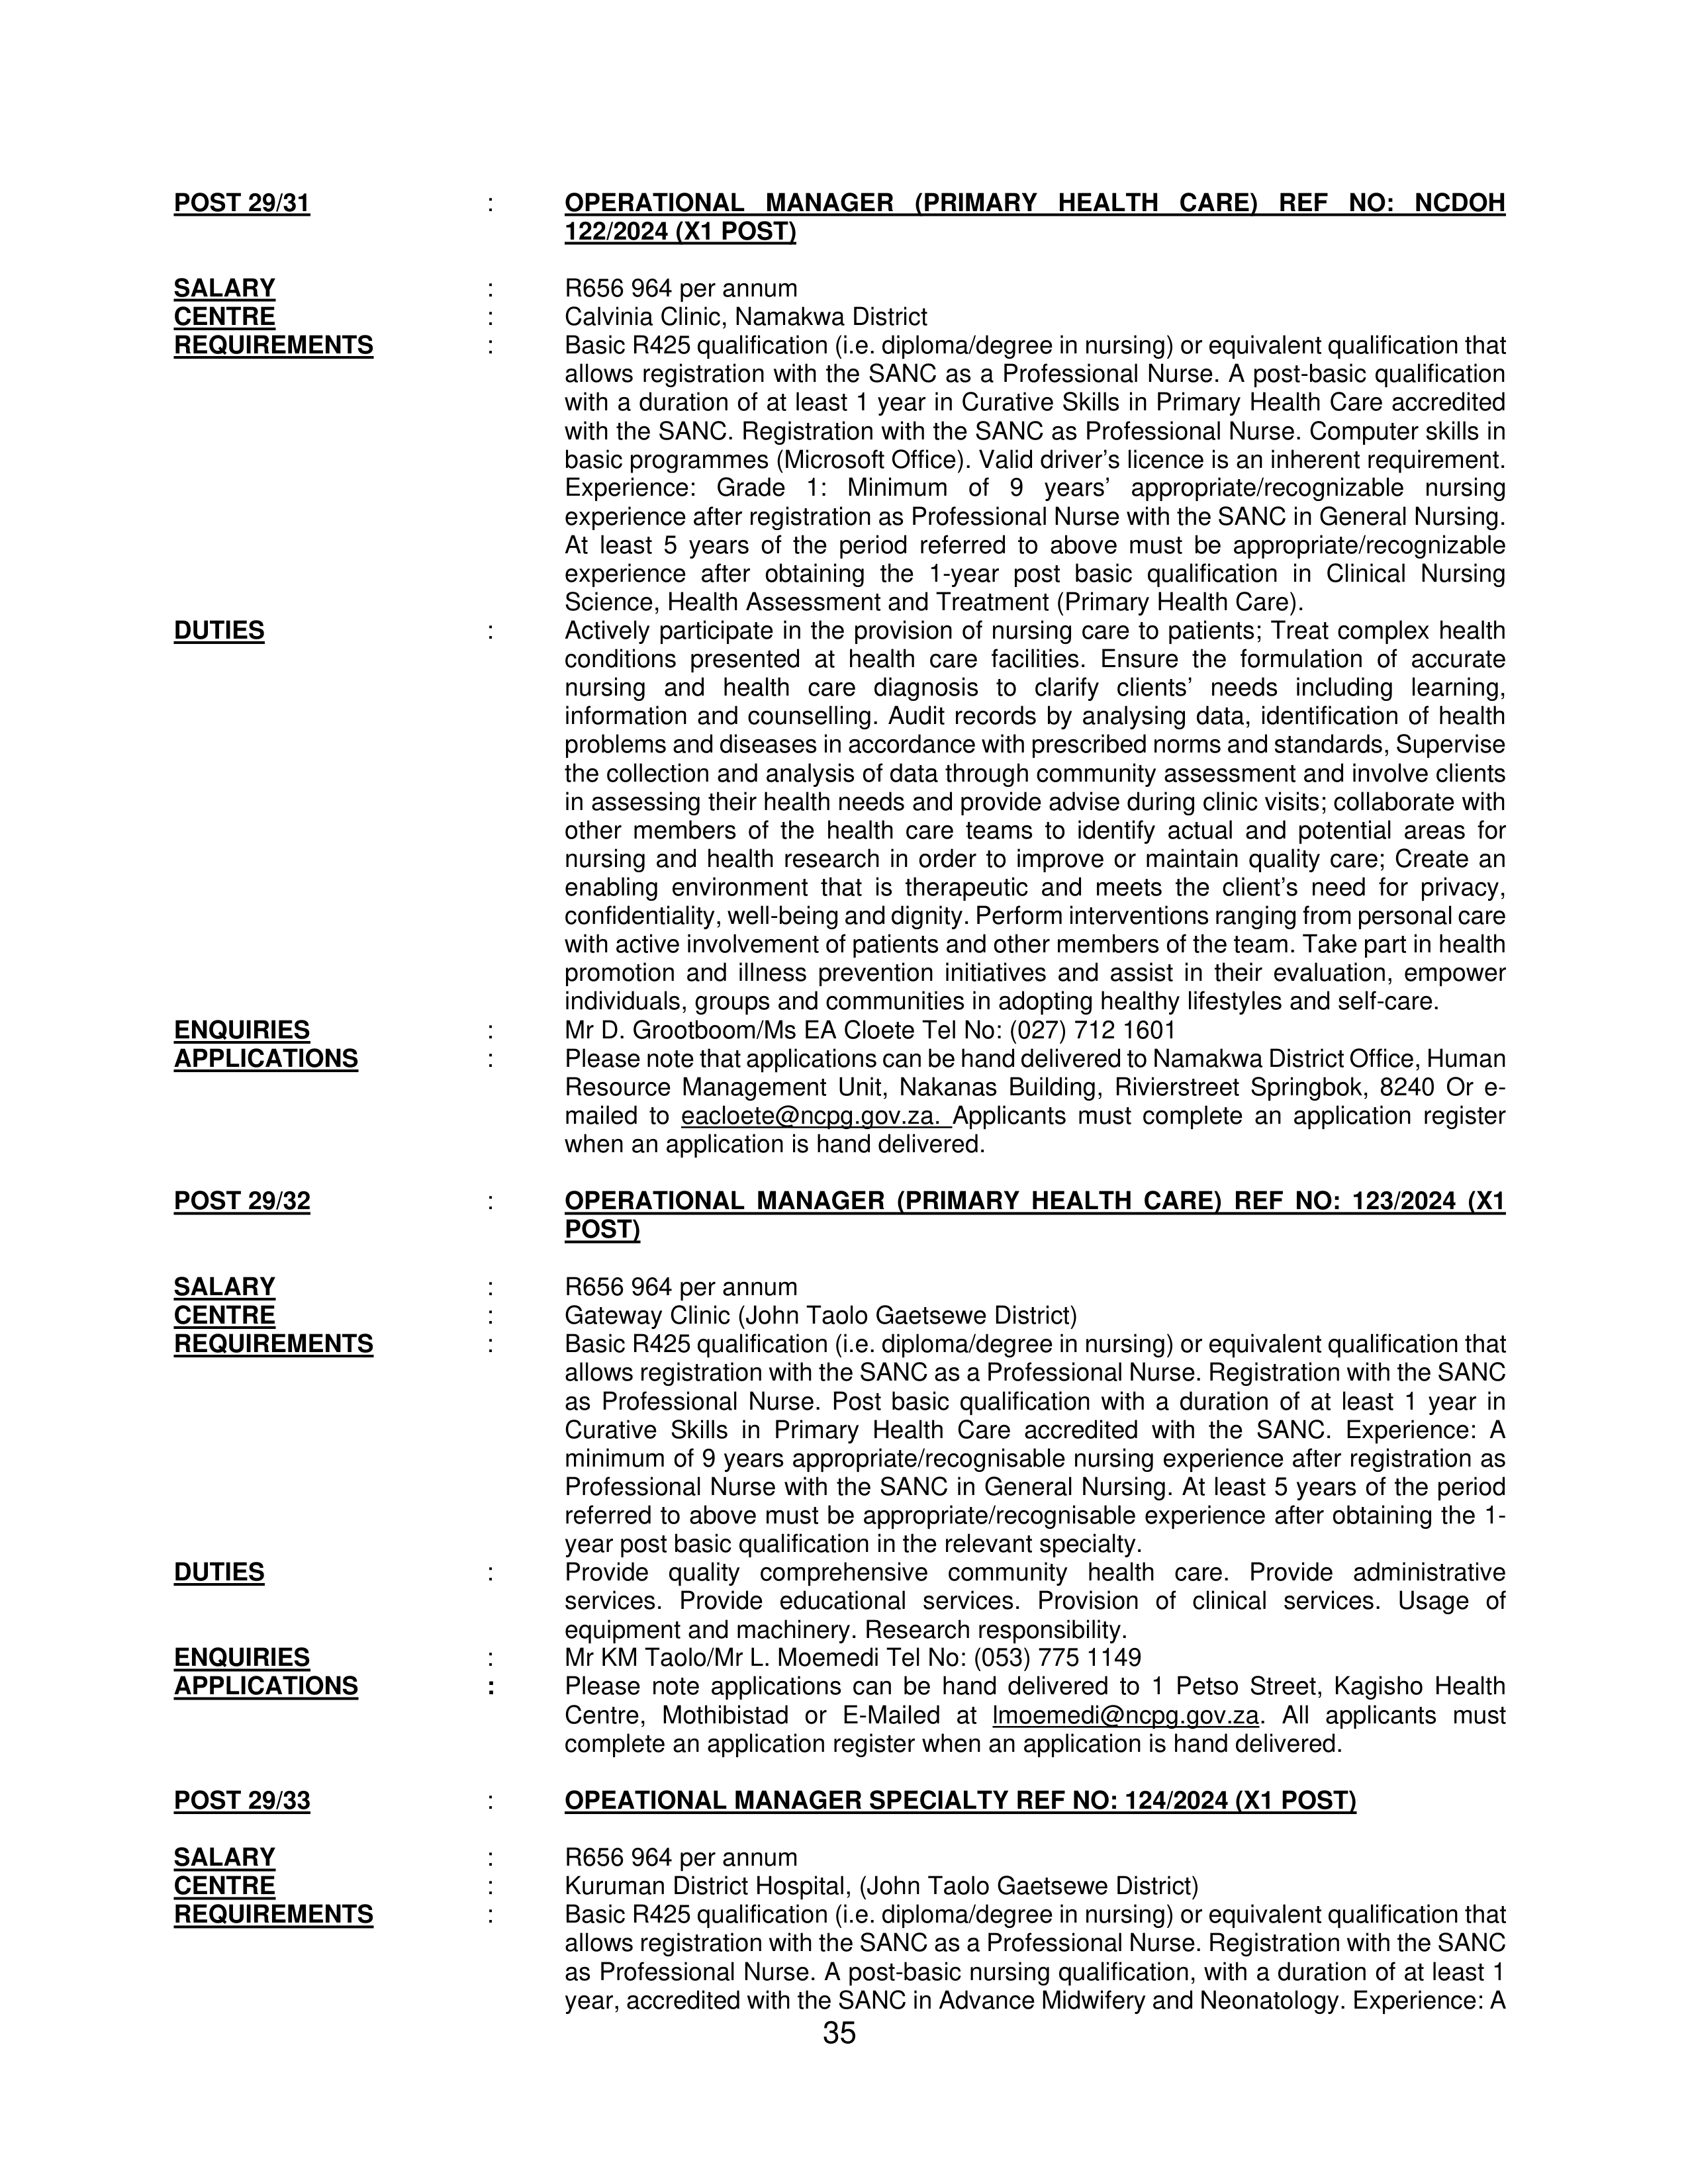 POST 29/31 : OPERATIONAL MANAGER (PRIMARY HEALTH CARE) REF NO: NCDOH
122/2024 (X1 POST)
SALARY : R656 964 per annum
CENTRE : Calvinia Clinic, Namakwa District
REQUIREMENTS : Basic R425 qualification (i.e. diploma/degree in nursing) or equivalent qualification that
allows registration with the SANC as a Professional Nurse. A post-basic qualification
with a duration of at least 1 year in Curative Skills in Primary Health Care accredited
with the SANC. Registration with the SANC as Professional Nurse. Computer skills in
basic programmes (Microsoft Office). Valid driver’s licence is an inherent requirement.
Experience: Grade 1: Minimum of 9 years’ appropriate/recognizable nursing
experience after registration as Professional Nurse with the SANC in General Nursing.
At least 5 years of the period referred to above must be appropriate/recognizable
experience after obtaining the 1-year post basic qualification in Clinical Nursing
Science, Health Assessment and Treatment (Primary Health Care).
DUTIES : Actively participate in the provision of nursing care to patients; Treat complex health
conditions presented at health care facilities. Ensure the formulation of accurate
nursing and health care diagnosis to clarify clients’ needs including learning,
information and counselling. Audit records by analysing data, identification of health
problems and diseases in accordance with prescribed norms and standards, Supervise
the collection and analysis of data through community assessment and involve clients
in assessing their health needs and provide advise during clinic visits; collaborate with
other members of the health care teams to identify actual and potential areas for
nursing and health research in order to improve or maintain quality care; Create an
enabling environment that is therapeutic and meets the client’s need for privacy,
confidentiality, well-being and dignity. Perform interventions ranging from personal care
with active involvement of patients and other members of the team. Take part in health
promotion and illness prevention initiatives and assist in their evaluation, empower
individuals, groups and communities in adopting healthy lifestyles and self-care.
ENQUIRIES : Mr D. Grootboom/Ms EA Cloete Tel No: (027) 712 1601
APPLICATIONS : Please note that applications can be hand delivered to Namakwa District Office, Human
Resource Management Unit, Nakanas Building, Rivierstreet Springbok, 8240 Or e-
mailed to eacloete@ncpg.gov.za. Applicants must complete an application register
when an application is hand delivered.
POST 29/32 : OPERATIONAL MANAGER (PRIMARY HEALTH CARE) REF NO: 123/2024 (X1
POST)
SALARY : R656 964 per annum
CENTRE : Gateway Clinic (John Taolo Gaetsewe District)
REQUIREMENTS : Basic R425 qualification (i.e. diploma/degree in nursing) or equivalent qualification that
allows registration with the SANC as a Professional Nurse. Registration with the SANC
as Professional Nurse. Post basic qualification with a duration of at least 1 year in
Curative Skills in Primary Health Care accredited with the SANC. Experience: A
minimum of 9 years appropriate/recognisable nursing experience after registration as
Professional Nurse with the SANC in General Nursing. At least 5 years of the period
referred to above must be appropriate/recognisable experience after obtaining the 1-
year post basic qualification in the relevant specialty.
DUTIES : Provide quality comprehensive community health care. Provide administrative
services. Provide educational services. Provision of clinical services. Usage of
equipment and machinery. Research responsibility.
ENQUIRIES : Mr KM Taolo/Mr L. Moemedi Tel No: (053) 775 1149
APPLICATIONS : Please note applications can be hand delivered to 1 Petso Street, Kagisho Health
Centre, Mothibistad or E-Mailed at lmoemedi@ncpg.gov.za. All applicants must
complete an application register when an application is hand delivered.
POST 29/33 : OPEATIONAL MANAGER SPECIALTY REF NO: 124/2024 (X1 POST)
SALARY : R656 964 per annum
CENTRE : Kuruman District Hospital, (John Taolo Gaetsewe District)
REQUIREMENTS : Basic R425 qualification (i.e. diploma/degree in nursing) or equivalent qualification that
allows registration with the SANC as a Professional Nurse. Registration with the SANC
as Professional Nurse. A post-basic nursing qualification, with a duration of at least 1
year, accredited with the SANC in Advance Midwifery and Neonatology. Experience: A
35